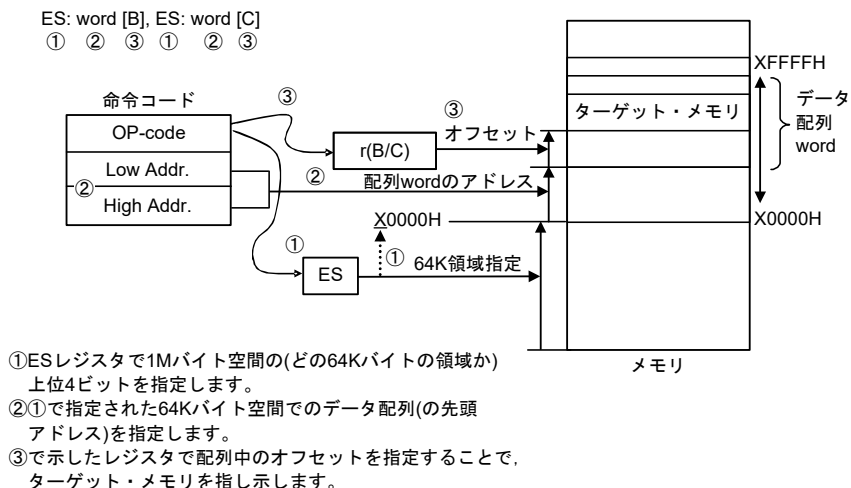 ES: word [B], ES: word [C]
① ② ③ ① ② ③
XFFFFH
命令コード
③
③
ターゲット・メモリ
データ
配列
word
OP-code
オフセット
r(B/C)
Low Addr.
②
②
配列wordのアドレス
High Addr.
X0000H
X0000H
①
①
ES
64K領域指定
メモリ
①ESレジスタで1Mバイト空間の(どの64Kバイトの領域か)
上位4ビットを指定します。
②①で指定された64Kバイト空間でのデータ配列(の先頭
アドレス)を指定します。
③で示したレジスタで配列中のオフセットを指定することで,
ターゲット・メモリを指し示します。